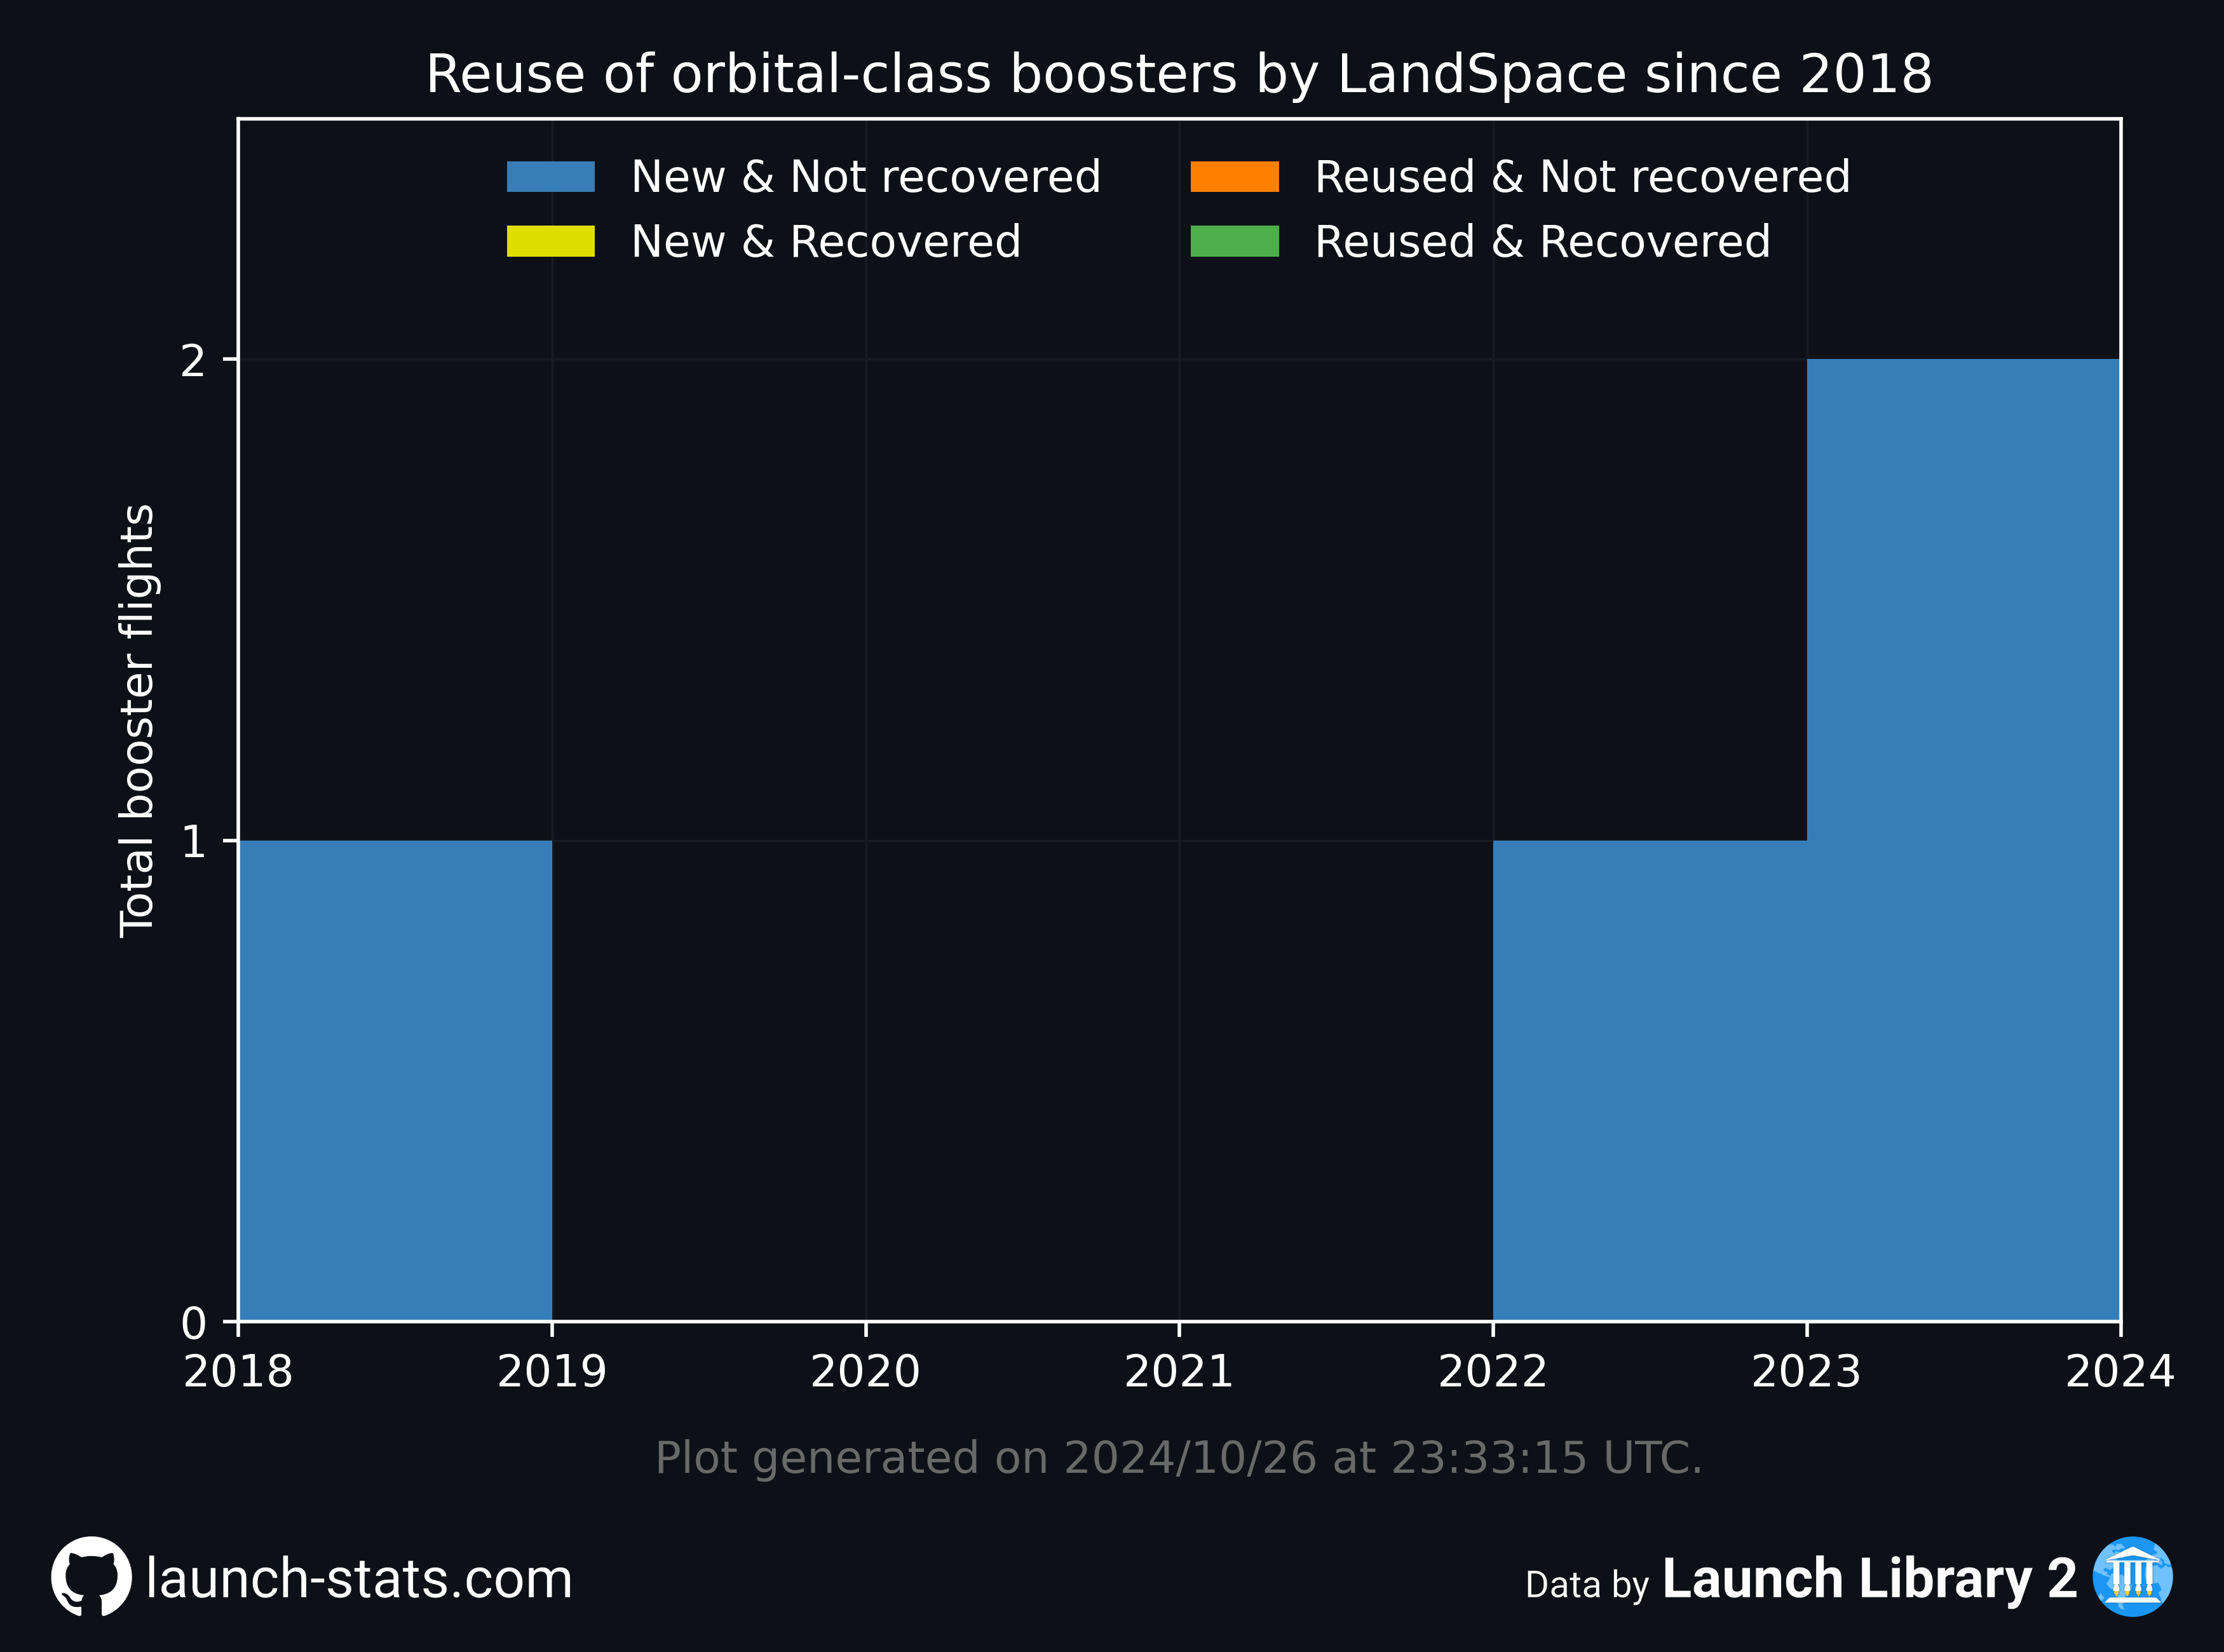 Reuse of orbital-class boosters by LandSpace since 2018
New & Not recovered
New & Recovered
Reused & Not recovered
Reused & Recovered
Total booster flights
2
1
0
2018 2019 2020 2021 2022 2023 2024
Plot generated on 2024/10/26 at 23:33:15 UTC.
launch-stats.com
Data by Launch Library 2